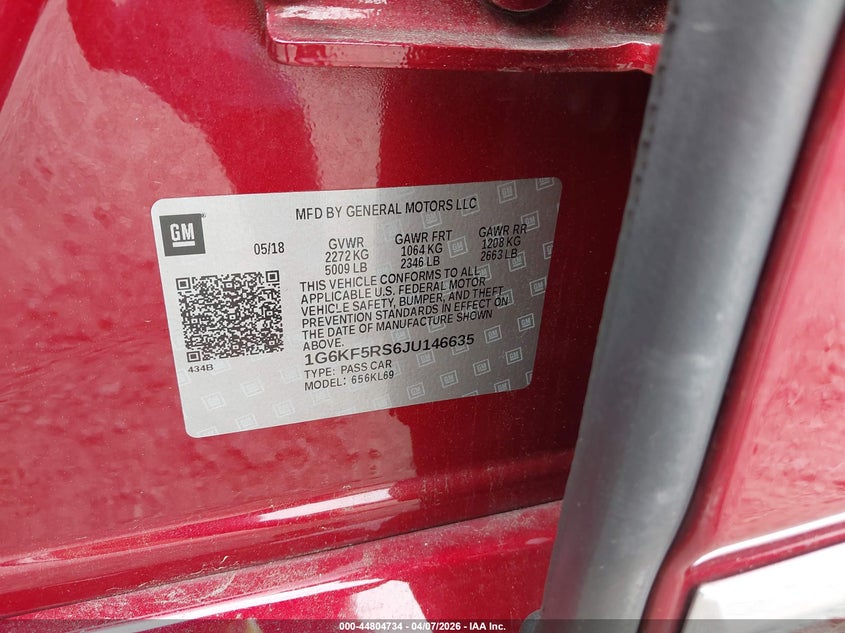 MFD BY GENERAL MOTORS LLC
GM
05/18 GVWR GAWR FRT GAWR RR
2272 KG 1064 KG 1208 KG
5009 LB 2346 LB 2663 LB
THIS VEHICLE CONFORMS TO ALL
APPLICABLE U.S. FEDERAL MOTOR
VEHICLE SAFETY, BUMPER, AND THEFT
PREVENTION STANDARDS IN EFFECT ON
THE DATE OF MANUFACTURE SHOWN
ABOVE.
434B
1G6KF5RS6JU146635
TYPE: PASS CAR
MODEL: 656KL69
000-44804734 - 04/07/2026 - IAA Inc.